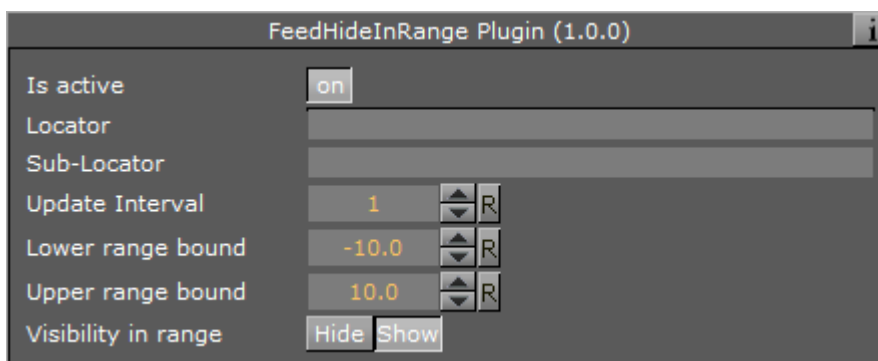 FeedHideInRange Plugin (1.0.0) i
Is active on
Locator
Sub-Locator
Update Interval 1 R
Lower range bound -10.0 R
Upper range bound 10.0 R
Visibility in range Hide Show